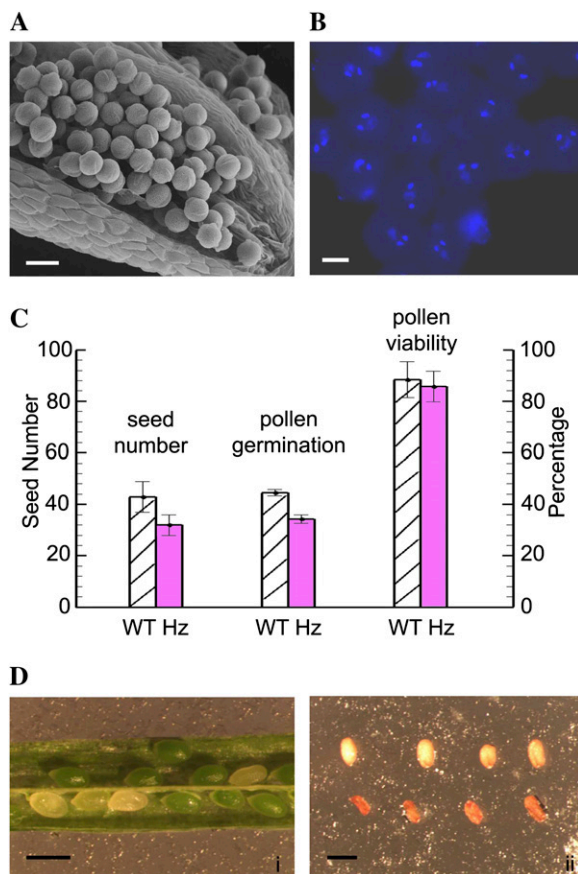 A
B
C
pollen
viability
100
80
60
40
20
0
Seed Number
seed
number
pollen
germination
100
80
60
40
20
0
Percentage
WT Hz
WT Hz
WT Hz
D
i
ii